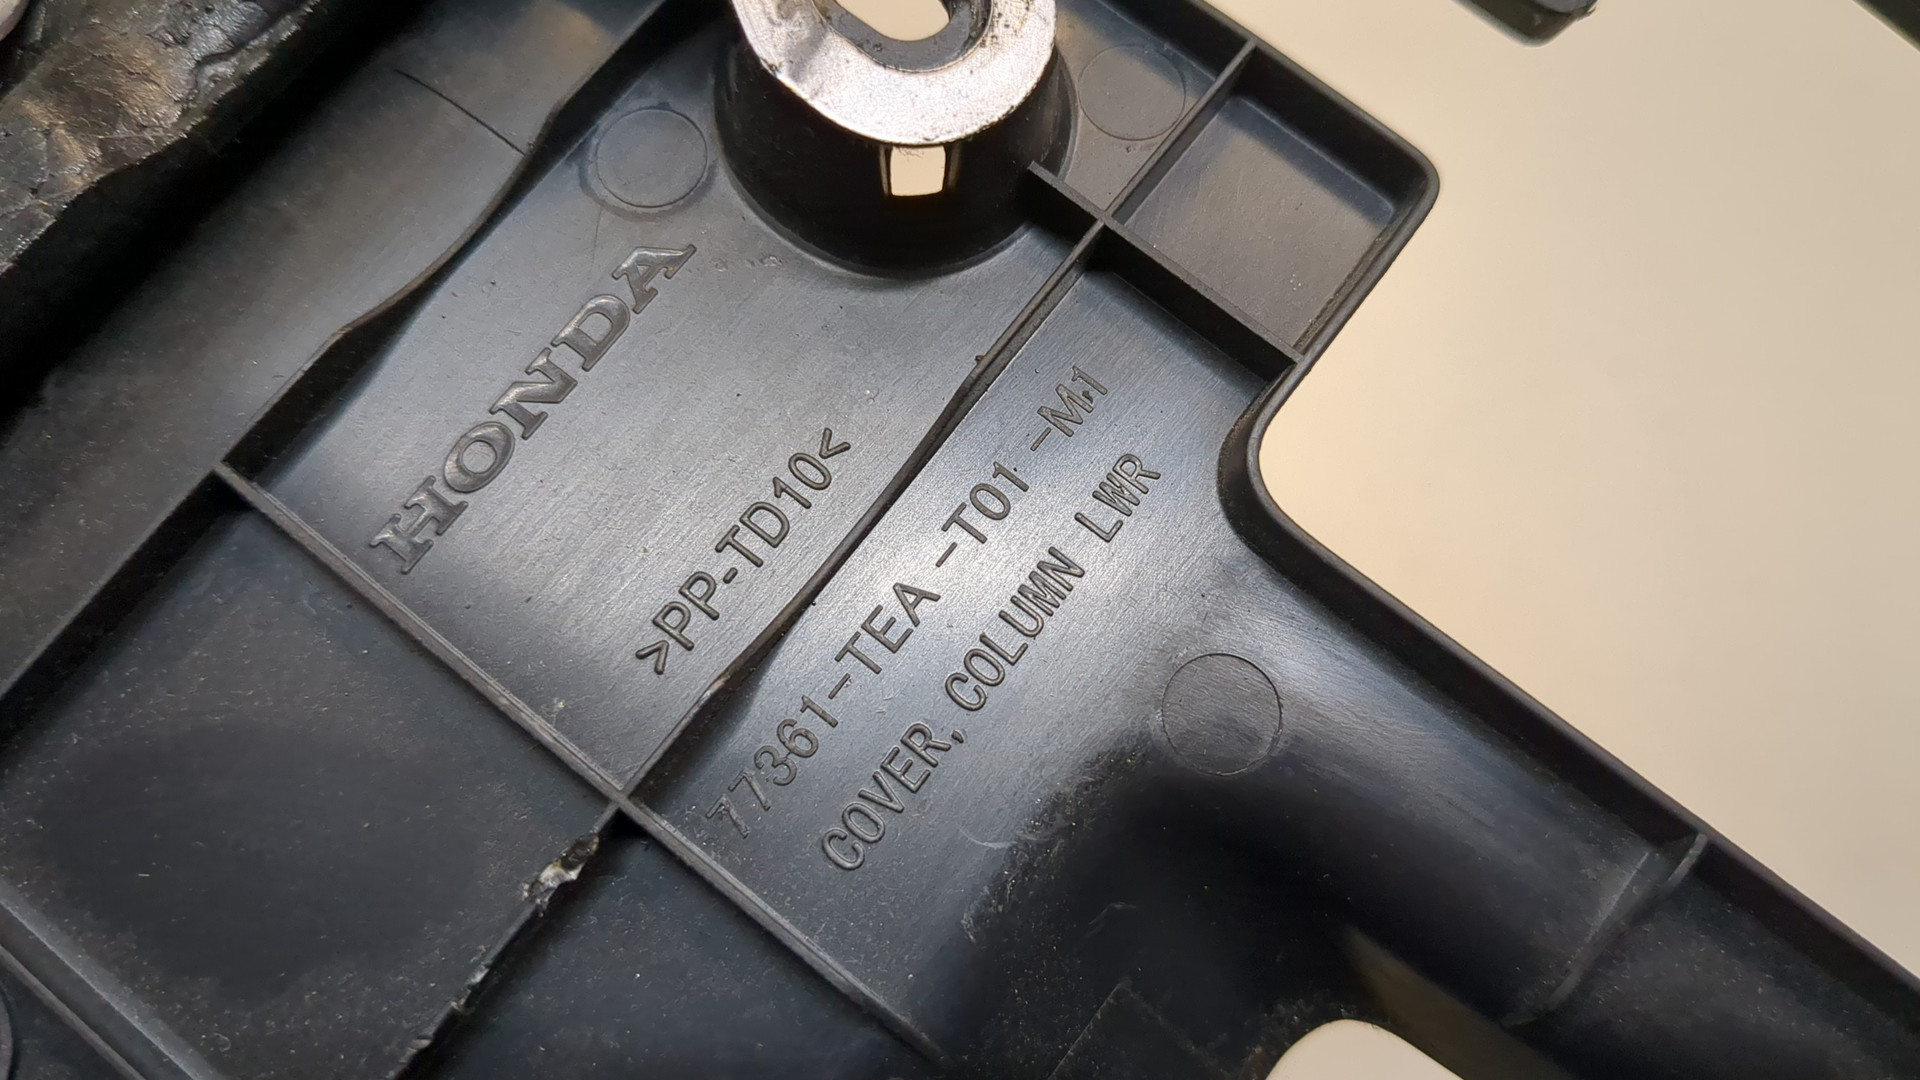 HONDA
>PP-TD10<
77361-TEA -T01 -M1
COVER, COLUMN LWR